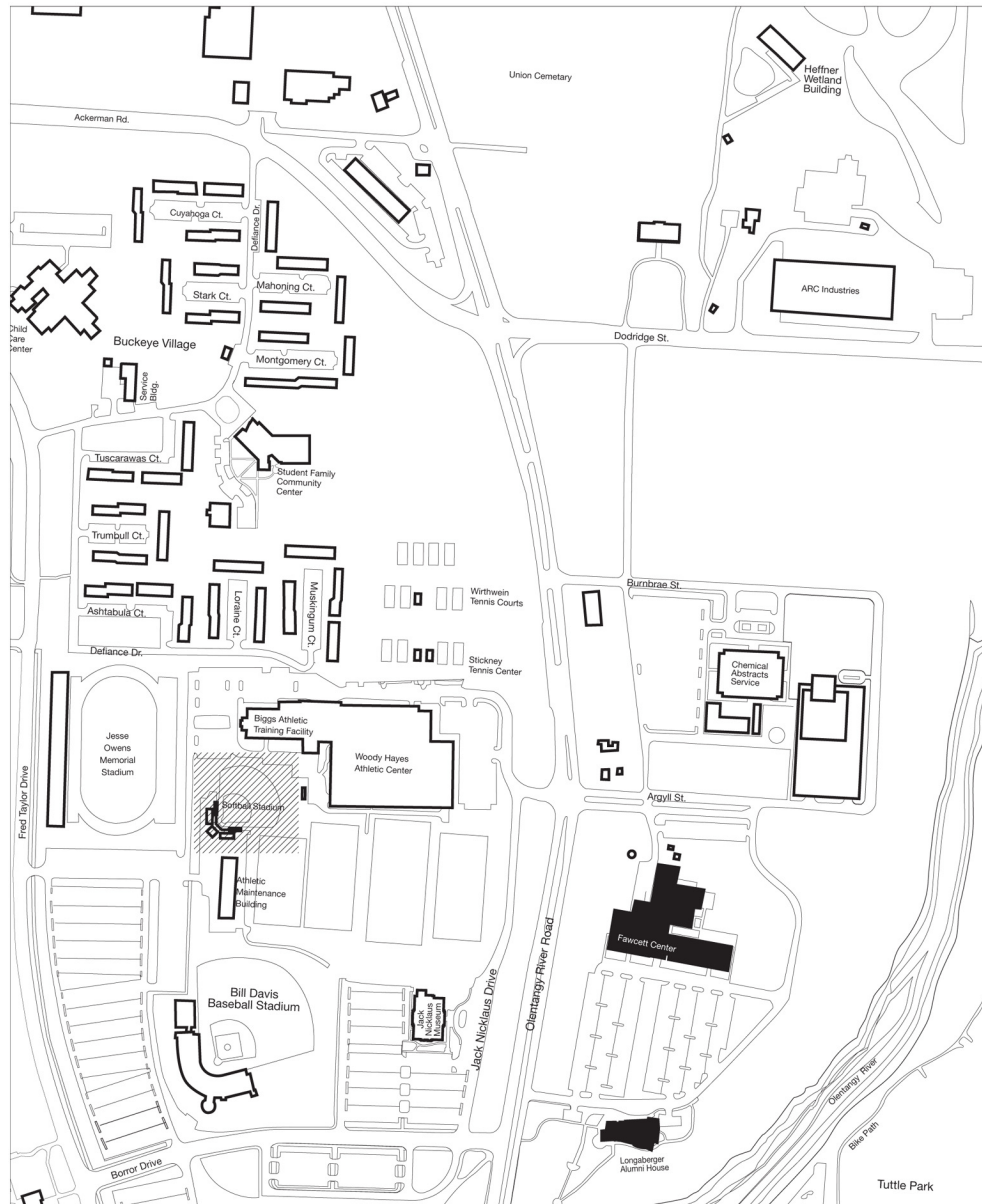 Union Cemetery
Heffner
Wetland
Building
Ackerman Rd.
Cuyahoga Ct.
Defiance Dr.
Mahoning Ct.
Stark Ct.
ARC Industries
Child
Care
Center
Buckeye Village
Dodridge St.
Montgomery Ct.
Service
Bldg.
Tuscarawas Ct.
Student Family
Community
Center
Trumbull Ct.
Burnbrae St.
Wirthwein
Tennis Courts
Ashtabula Ct.
Loraine Ct.
Muskingum Ct.
Defiance Dr.
Stickney
Tennis Center
Chemical
Abstracts
Service
Biggs Athletic
Training Facility
Jesse
Owens
Memorial
Stadium
Woody Hayes
Athletic Center
Fred Taylor Drive
Softball Stadium
Argyll St.
Athletic
Maintenance
Building
Olentangy River Road
Fawcett Center
Bill Davis
Baseball Stadium
Jack
Nicklaus
Museum
Jack Nicklaus Drive
Olentangy River
Bike Path
Borror Drive
Longaberger
Alumni House
Tuttle Park